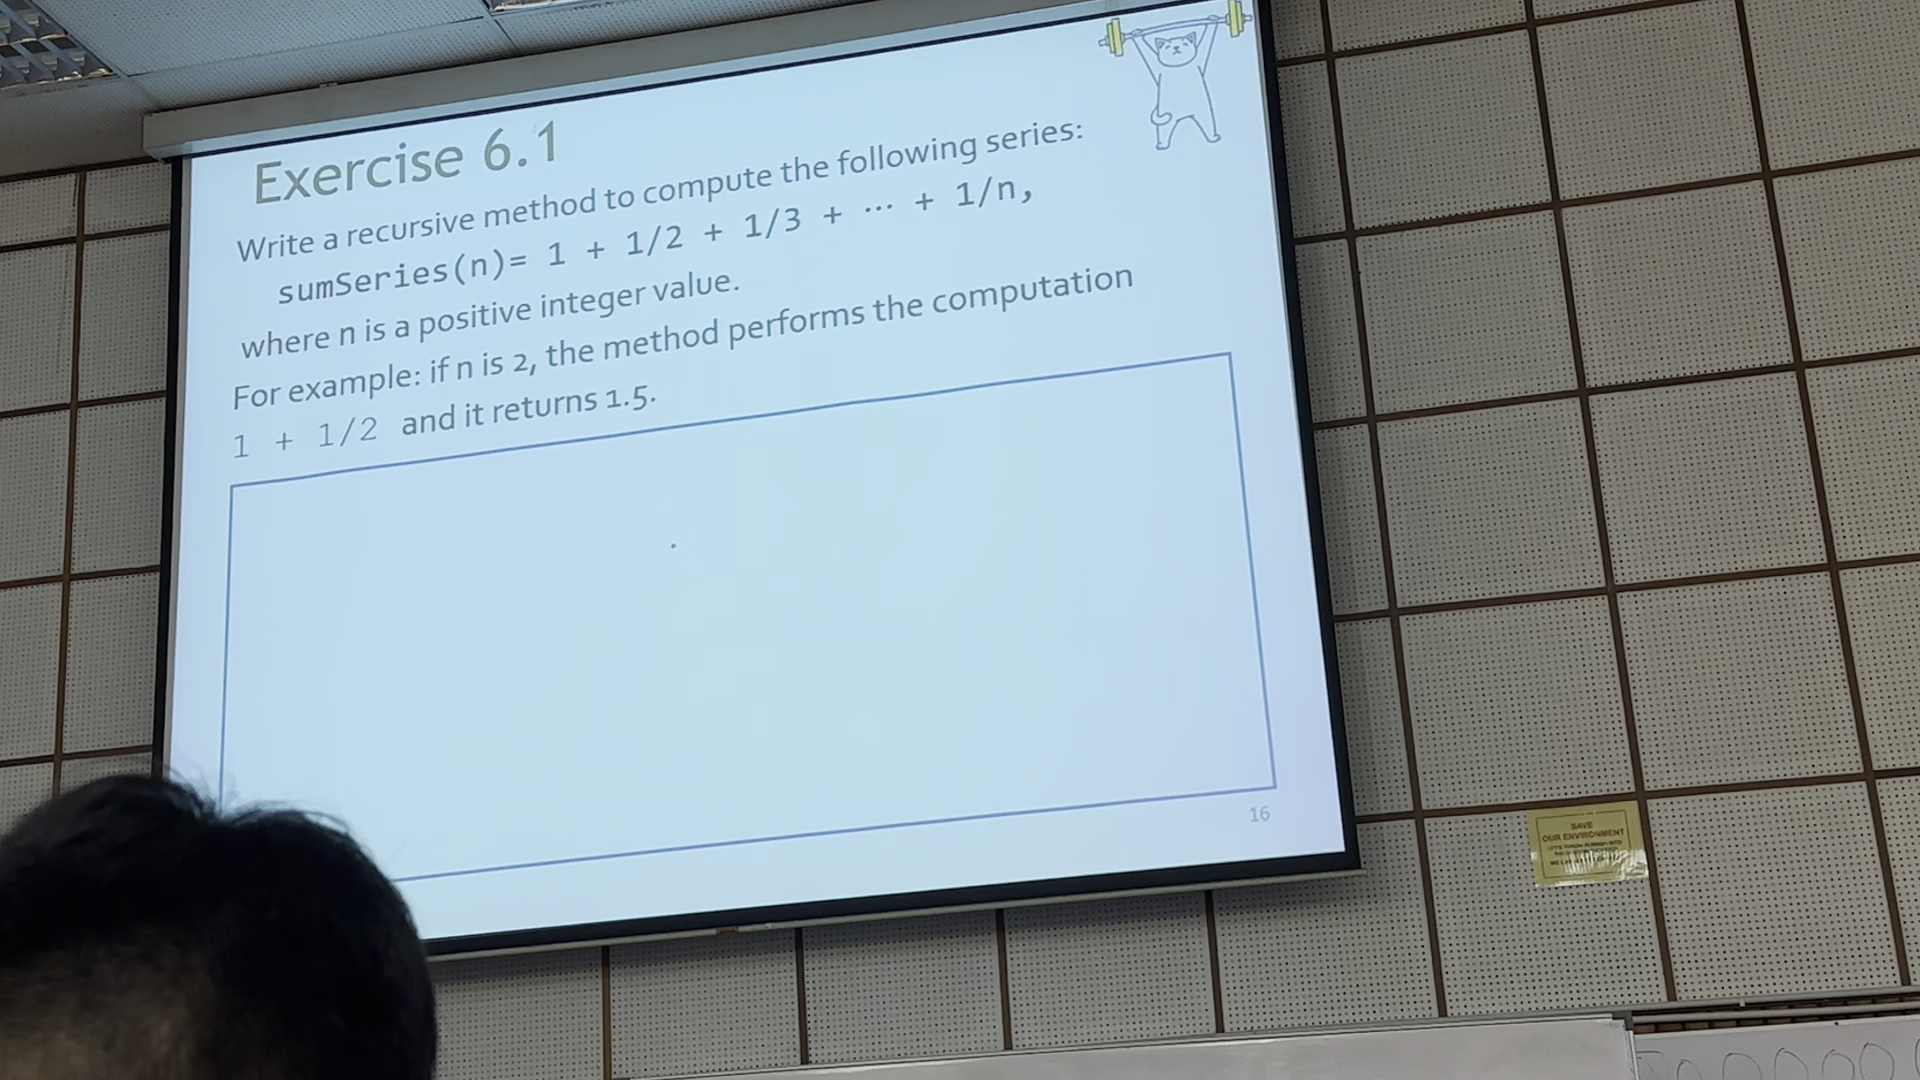 Exercise 6.1
Write a recursive method to compute the following series:
sumSeries(n)= 1 + 1/2 + 1/3 + ... + 1/n,
where n is a positive integer value.
For example: if n is 2, the method performs the computation
1 + 1/2 and it returns 1.5.
16
SAVE
OUR ENVIRONMENT